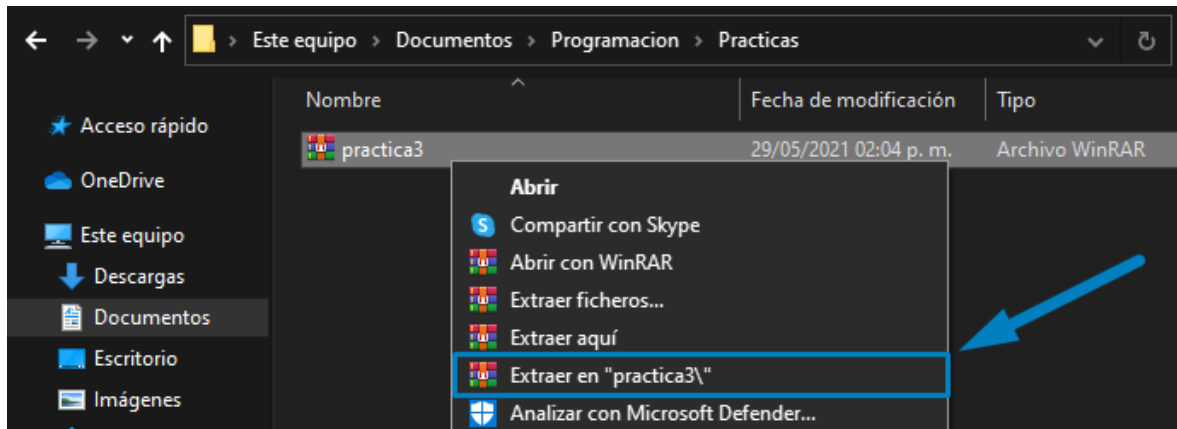 Este equipo > Documentos > Programacion > Practicas
Nombre Fecha de modificación Tipo
Acceso rápido
practica3 29/05/2021 02:04 p. m. Archivo WinRAR
OneDrive
Abrir
Compartir con Skype
Este equipo
Abrir con WinRAR
Descargas
Extraer ficheros...
Documentos
Extraer aquí
Escritorio
Extraer en "practica3\"
Imágenes
Analizar con Microsoft Defender...